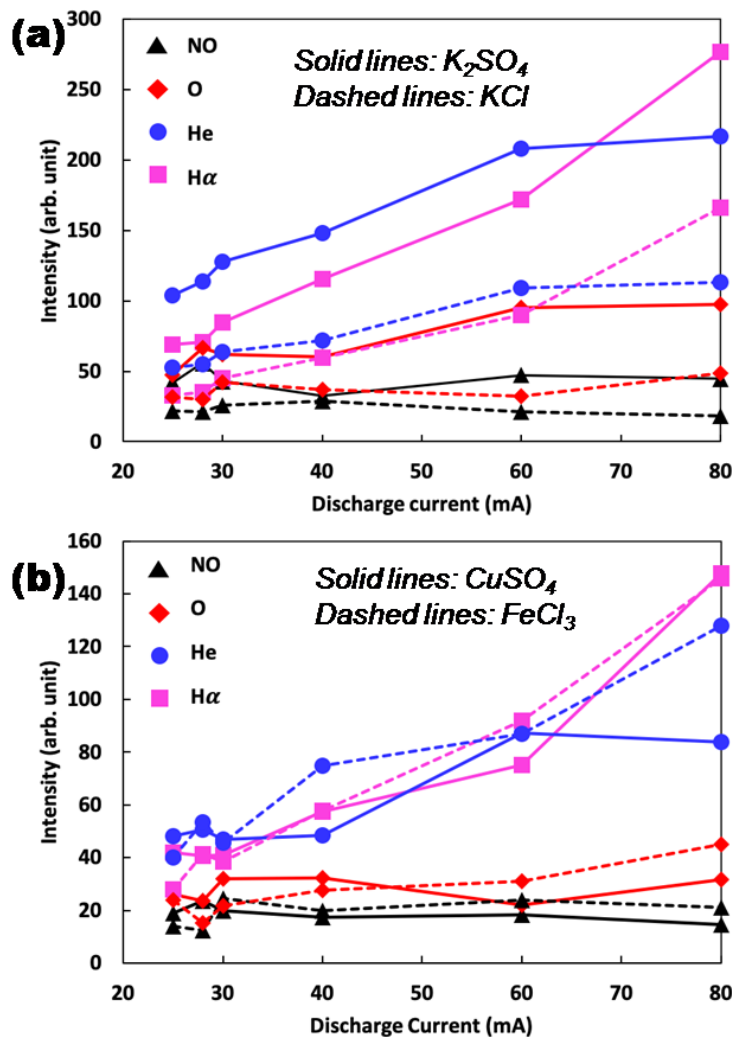 (a)
300
250
200
150
100
50
0
Intensity (arb. unit)
NO
O
He
Hα
Solid lines: K₂SO₄
Dashed lines: KCl
20 30 40 50 60 70 80
Discharge current (mA)
(b)
160
140
120
100
80
60
40
20
0
Intensity (arb. unit)
NO
O
He
Hα
Solid lines: CuSO₄
Dashed lines: FeCl₃
20 30 40 50 60 70 80
Discharge Current (mA)